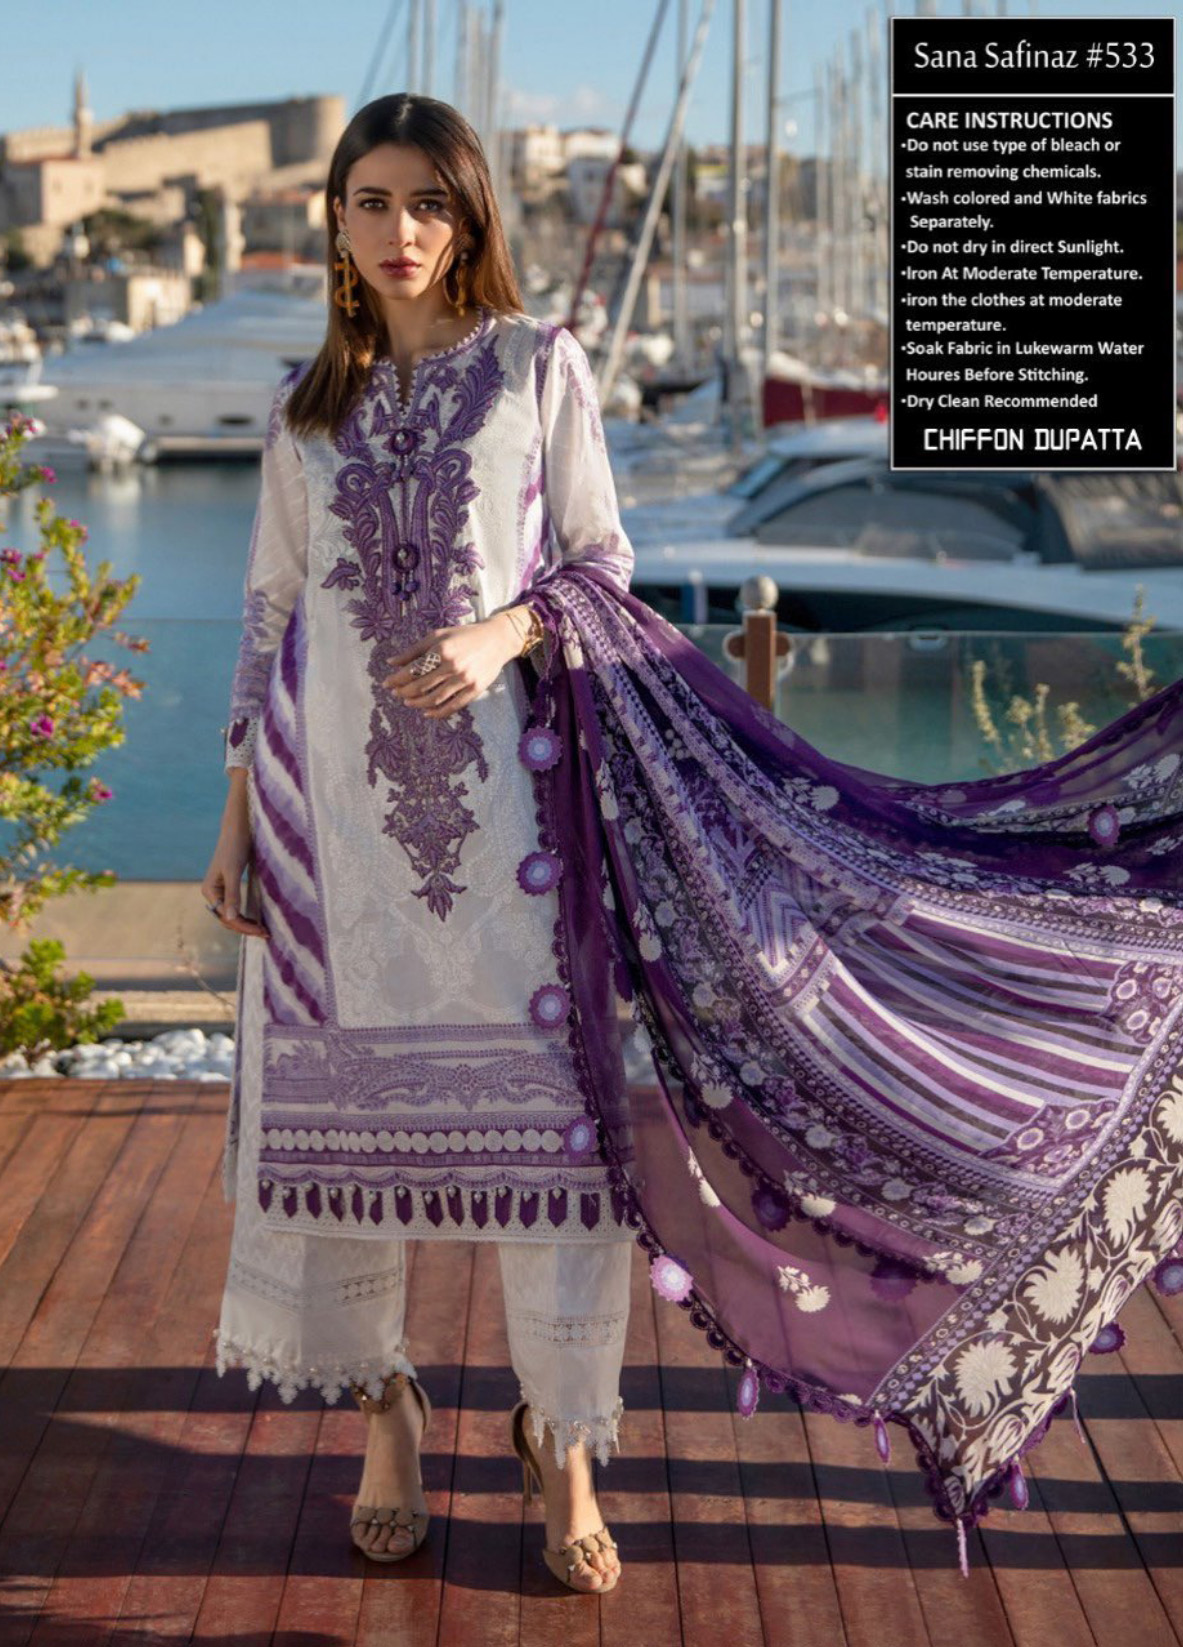 Sana Safinaz #533
CARE INSTRUCTIONS
•Do not use type of bleach or
stain removing chemicals.
•Wash colored and White fabrics
Separately.
•Do not dry in direct Sunlight.
•Iron At Moderate Temperature.
•iron the clothes at moderate
temperature.
•Soak Fabric in Lukewarm Water
Houres Before Stitching.
•Dry Clean Recommended
CHIFFON DUPATTA